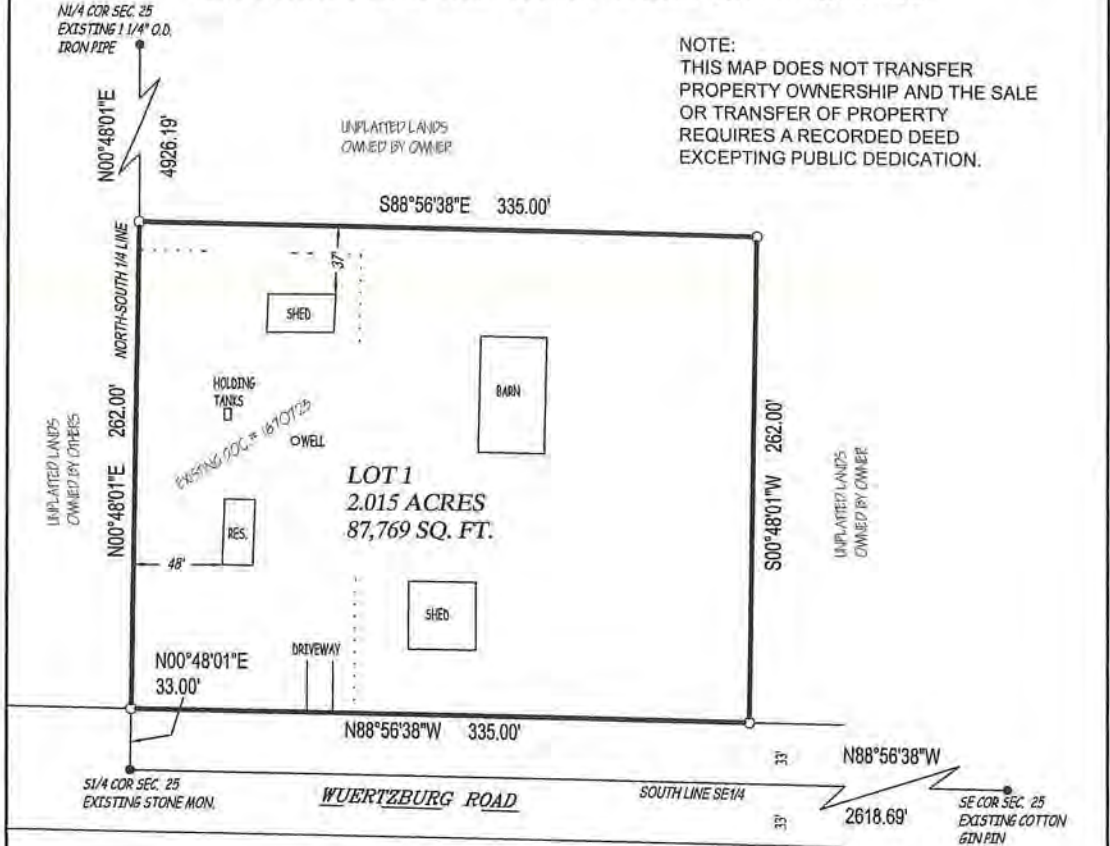 N1/4 COR SEC. 25
EXISTING 1 1/4" O.D.
IRON PIPE
NOTE:
THIS MAP DOES NOT TRANSFER
PROPERTY OWNERSHIP AND THE SALE
OR TRANSFER OF PROPERTY
REQUIRES A RECORDED DEED
EXCEPTING PUBLIC DEDICATION.
N00°48'01"E
4926.19'
UNPLATTED LANDS
OWNED BY OWNER
S88°56'38"E 335.00'
NORTH-SOUTH 1/4 LINE
37'
SHED
BARN
HOLDING
TANKS
EXISTING DOC # 1870725
WELL
UNPLATTED LANDS
OWNED BY OTHERS
N00°48'01"E 262.00'
LOT 1
2.015 ACRES
87,769 SQ. FT.
S00°48'01"W 262.00'
UNPLATTED LANDS
OWNED BY OWNER
RES.
48'
SHED
DRIVEWAY
N00°48'01"E
33.00'
N88°56'38"W 335.00'
33'
N88°56'38"W
S1/4 COR SEC. 25
EXISTING STONE MON.
WUERTZBURG ROAD
SOUTH LINE SE1/4
33'
2618.69'
SE COR SEC. 25
EXISTING COTTON
GIN PIN